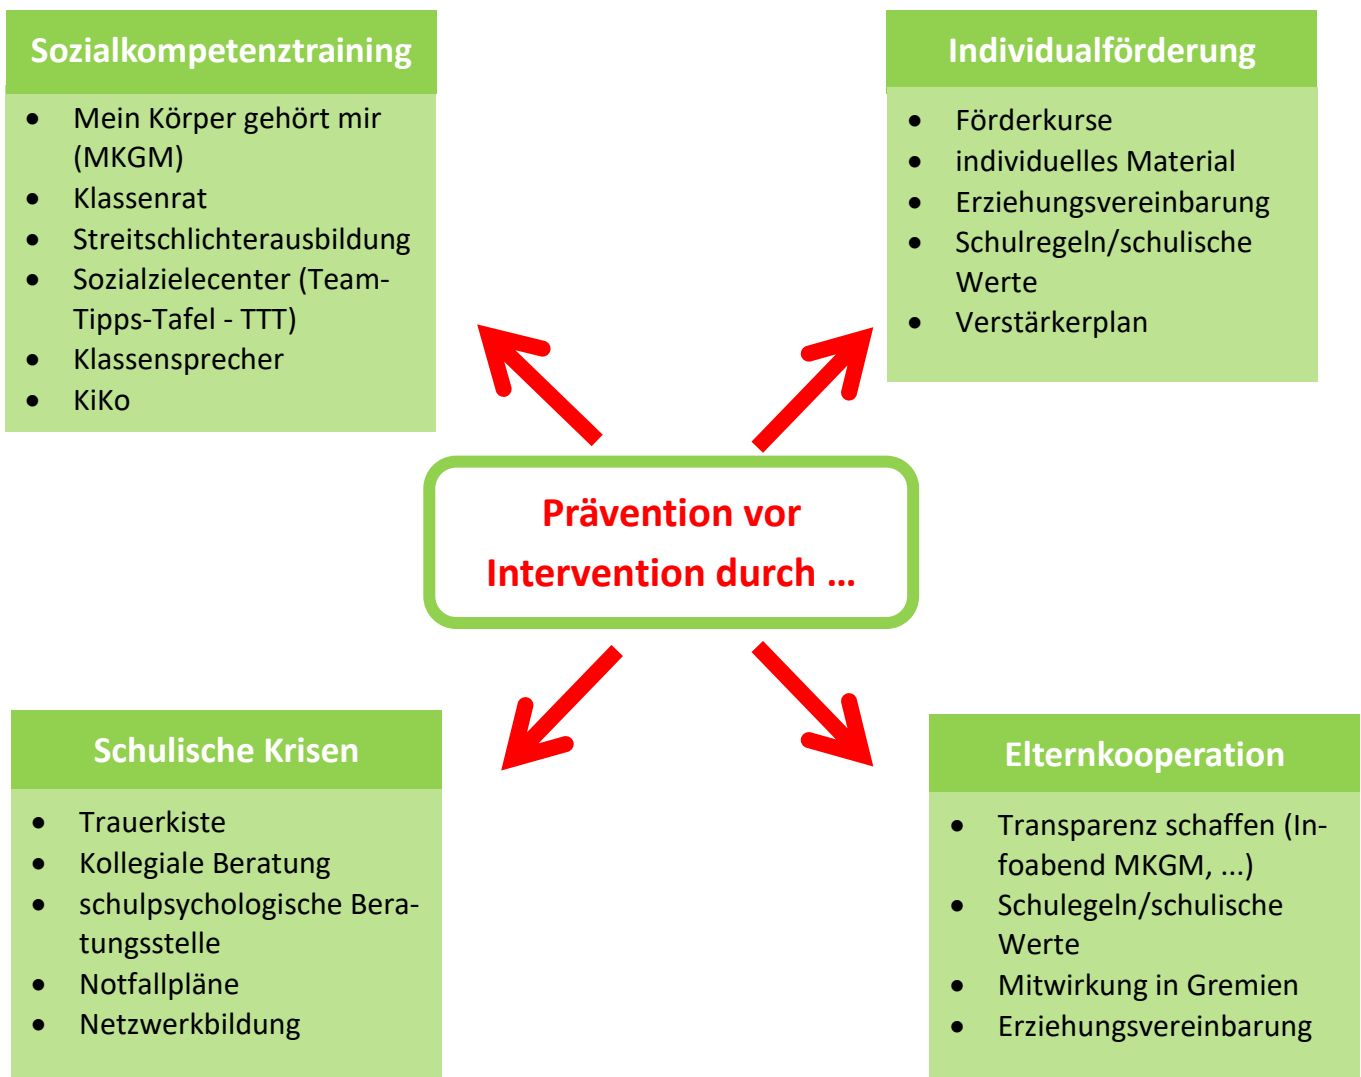 Sozialkompetenztraining
• Mein Körper gehört mir
(MKGM)
• Klassenrat
• Streitschlichterausbildung
• Sozialzielecenter (Team-
Tipps-Tafel - TTT)
• Klassensprecher
• KiKo
Individualförderung
• Förderkurse
• individuelles Material
• Erziehungsvereinbarung
• Schulregeln/schulische
Werte
• Verstärkerplan
Prävention vor
Intervention durch ...
Schulische Krisen
• Trauerkiste
• Kollegiale Beratung
• schulpsychologische Bera-
tungsstelle
• Notfallpläne
• Netzwerkbildung
Elternkooperation
• Transparenz schaffen (In-
foabend MKGM, ...)
• Schulegeln/schulische
Werte
• Mitwirkung in Gremien
• Erziehungsvereinbarung